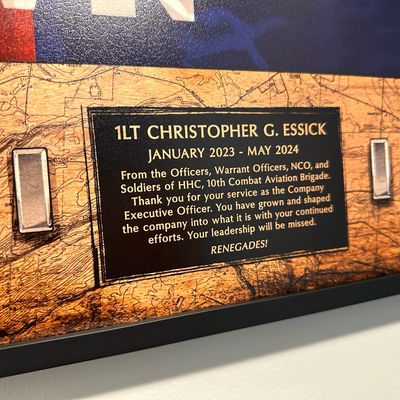 1LT CHRISTOPHER G. ESSICK
JANUARY 2023 - MAY 2024
From the Officers, Warrant Officers, NCO, and
Soldiers of HHC, 10th Combat Aviation Brigade.
Thank you for your service as the Company
Executive Officer. You have grown and shaped
the company into what it is with your continued
efforts. Your leadership will be missed.
RENEGADES!